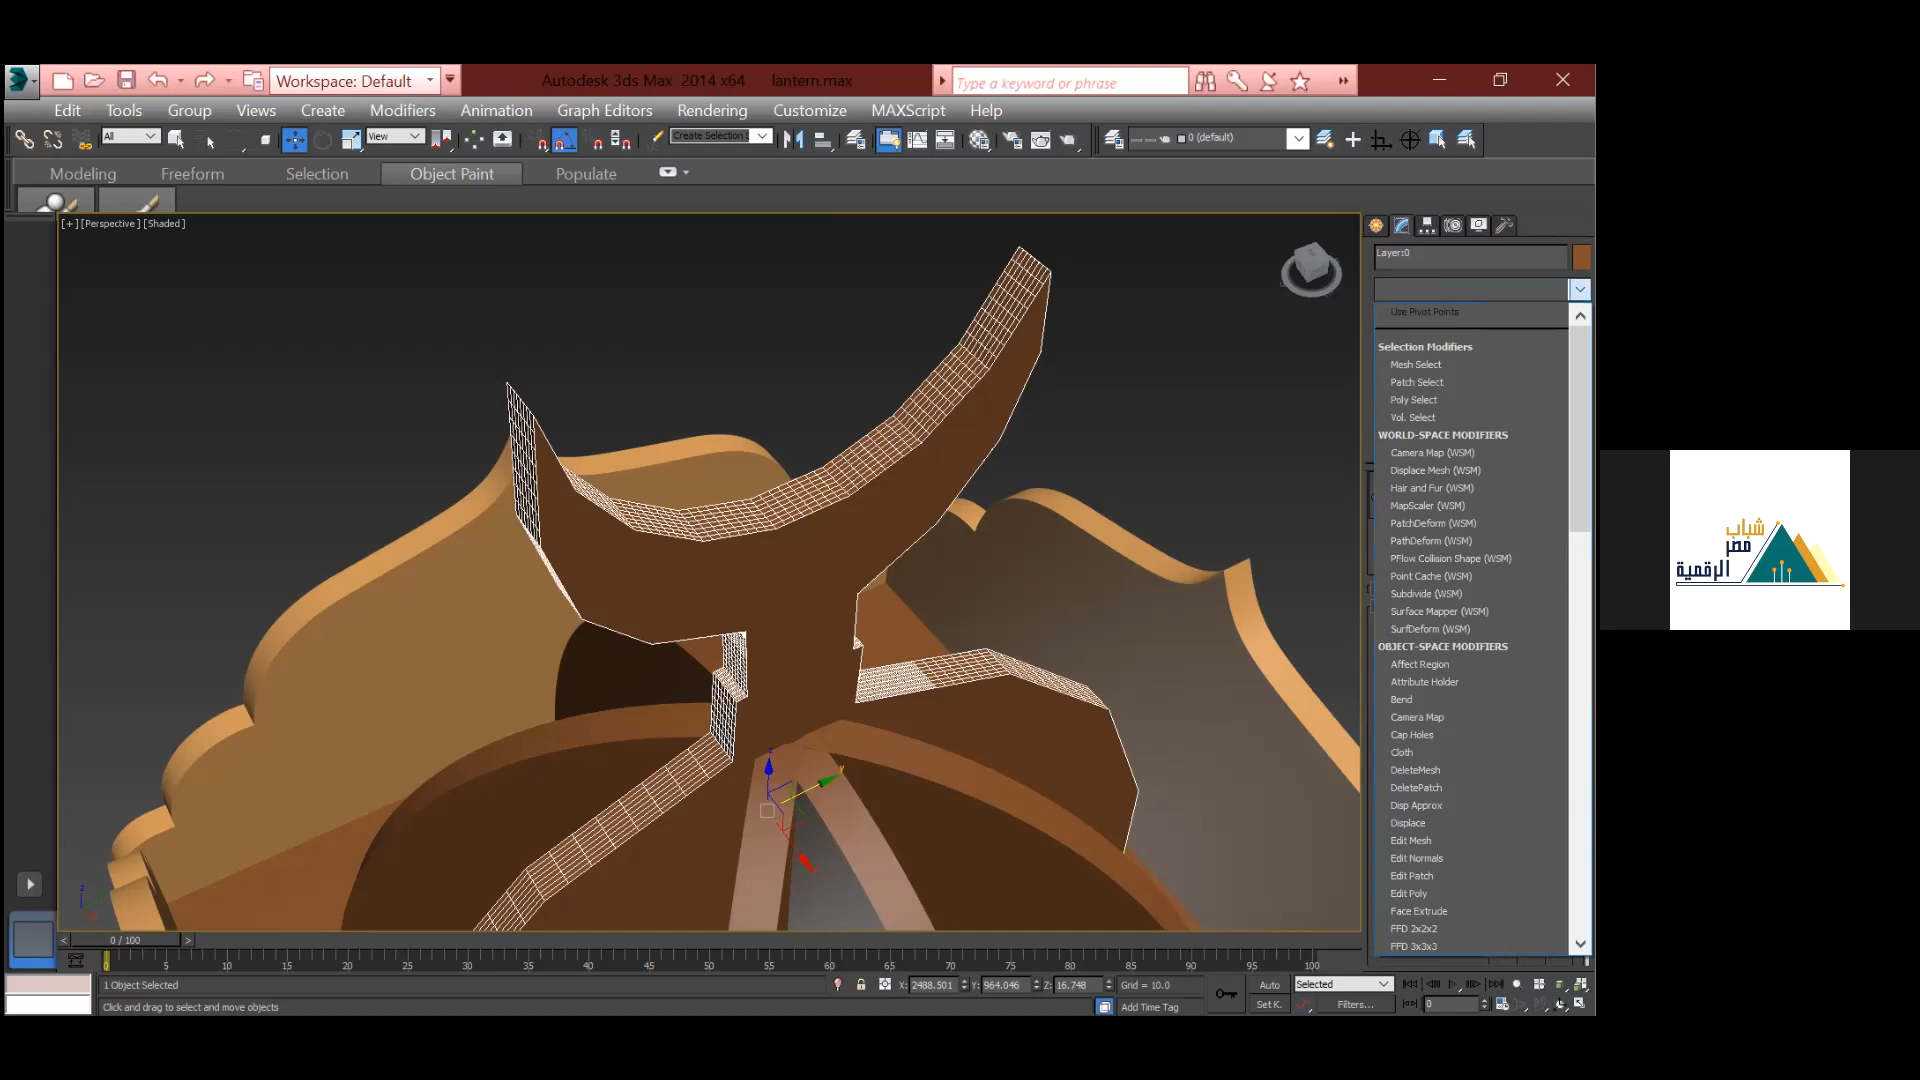 Workspace: Default
Autodesk 3ds Max 2014 x64 lantern.max
Type a keyword or phrase
Edit Tools Group Views Create Modifiers Animation Graph Editors Rendering Customize MAXScript Help
All
View
Create Selection S
0 (default)
Modeling Freeform Selection Object Paint Populate
[+] [Perspective] [Shaded]
Layer:0
Use Pivot Points
Selection Modifiers
Mesh Select
Patch Select
Poly Select
Vol. Select
WORLD-SPACE MODIFIERS
Camera Map (WSM)
Displace Mesh (WSM)
Hair and Fur (WSM)
MapScaler (WSM)
PatchDeform (WSM)
PathDeform (WSM)
PFlow Collision Shape (WSM)
Point Cache (WSM)
Subdivide (WSM)
Surface Mapper (WSM)
SurfDeform (WSM)
OBJECT-SPACE MODIFIERS
Affect Region
Attribute Holder
Bend
Camera Map
Cap Holes
Cloth
DeleteMesh
DeletePatch
Disp Approx
Displace
Edit Mesh
Edit Normals
Edit Patch
Edit Poly
Face Extrude
FFD 2x2x2
FFD 3x3x3
شباب
مصر
الرقمية
z
y
z
< 0 / 100 >
0 5 10 15 20 25 30 35 40 45 50 55 60 65 70 75 80 85 90 95 100
1 Object Selected
X: 2488.501 Y: 964.046 Z: 16.748 Grid = 10.0
Auto Selected
Click and drag to select and move objects
Add Time Tag
Set K. Filters... 0